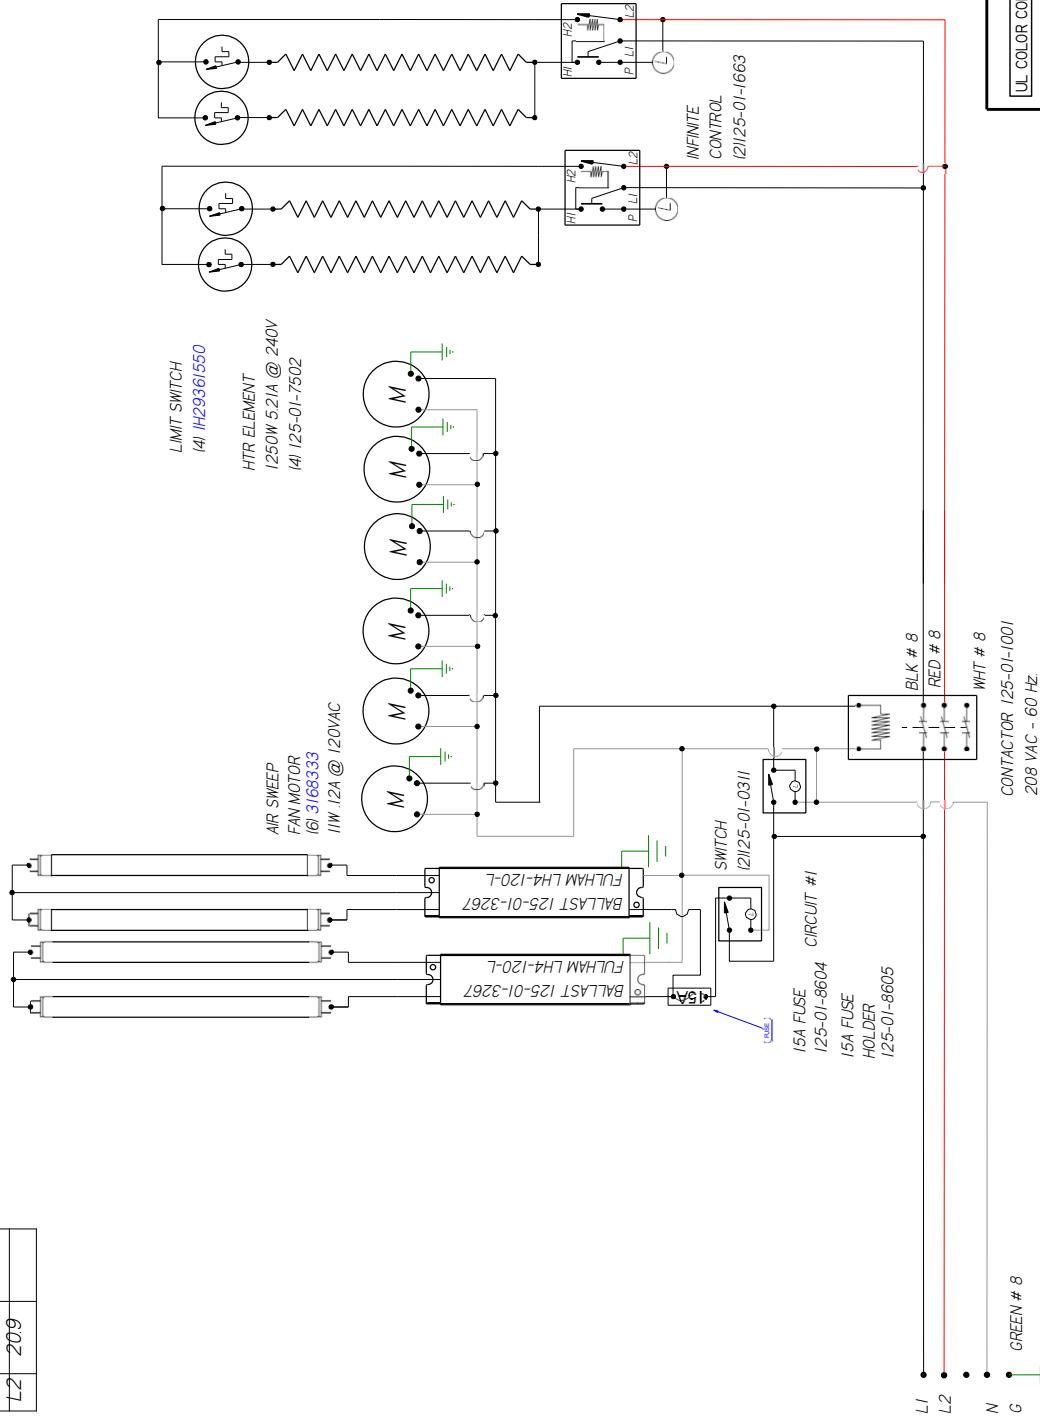 L2 20.9
LIMIT SWITCH
(4) IH29361550
HTR ELEMENT
1250W 5.21A @ 240V
(4) 125-01-7502
AIR SWEEP
FAN MOTOR
(6) 3168333
11W .12A @ 120VAC
M
M
M
M
M
M
H1
H2
P
L1
L2
L
H1
H2
P
L1
L2
L
INFINITE
CONTROL
(2)125-01-1663
UL COLOR CO
BALLAST 125-01-3267
FULHAM LH4-120-L
BALLAST 125-01-3267
FULHAM LH4-120-L
15A
FUSE
SWITCH
(2)125-01-0311
L
L
CIRCUIT #1
15A FUSE
125-01-8604
15A FUSE
HOLDER
125-01-8605
BLK # 8
RED # 8
WHT # 8
CONTACTOR 125-01-1001
208 VAC - 60 Hz.
L1
L2
N
G
GREEN # 8